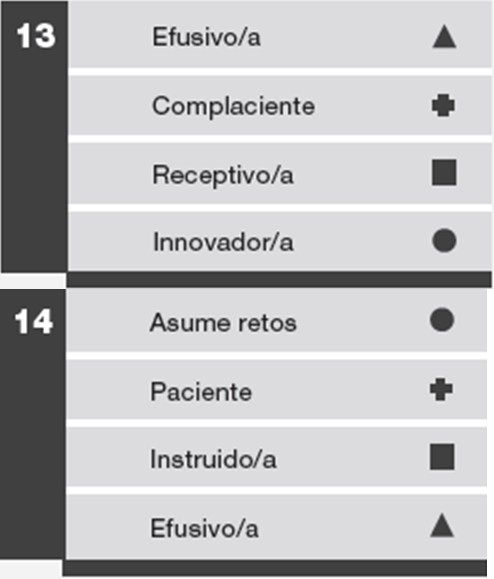 13
Efusivo/a ▲
Complaciente ✚
Receptivo/a ■
Innovador/a ●
14
Asume retos ●
Paciente ✚
Instruido/a ■
Efusivo/a ▲